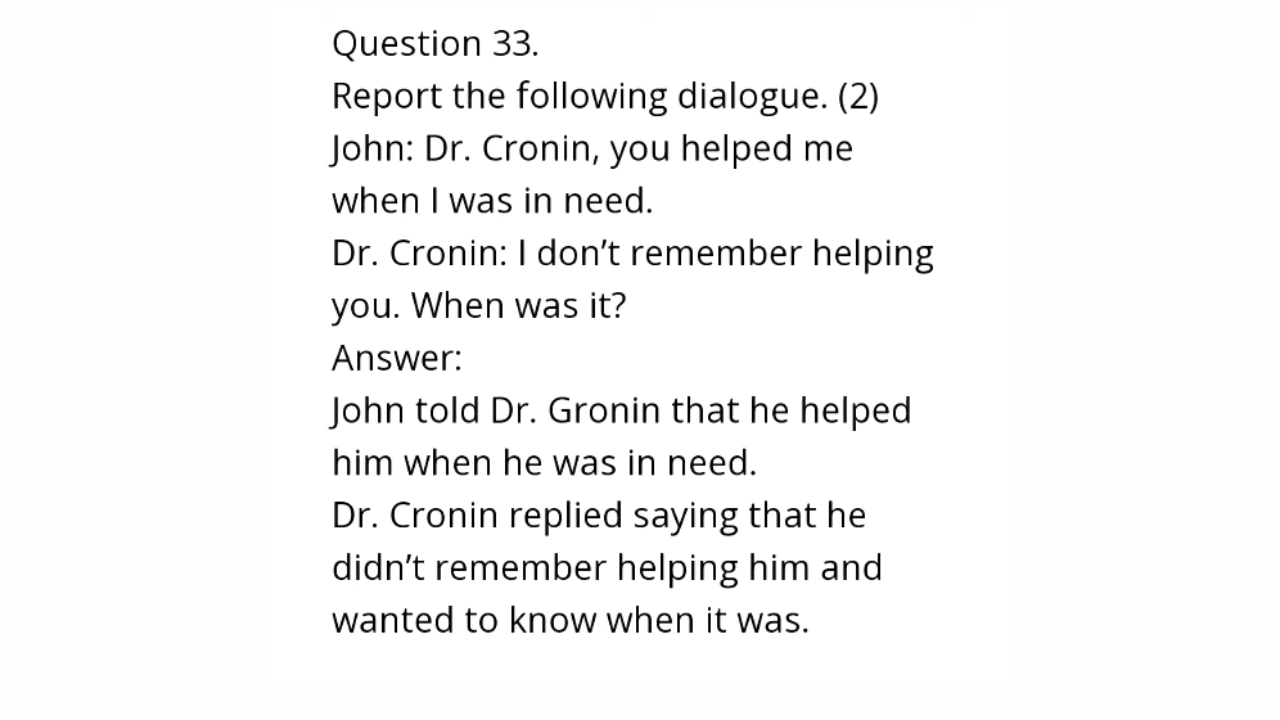 Question 33.
Report the following dialogue. (2)
John: Dr. Cronin, you helped me
when I was in need.
Dr. Cronin: I don’t remember helping
you. When was it?
Answer:
John told Dr. Gronin that he helped
him when he was in need.
Dr. Cronin replied saying that he
didn’t remember helping him and
wanted to know when it was.